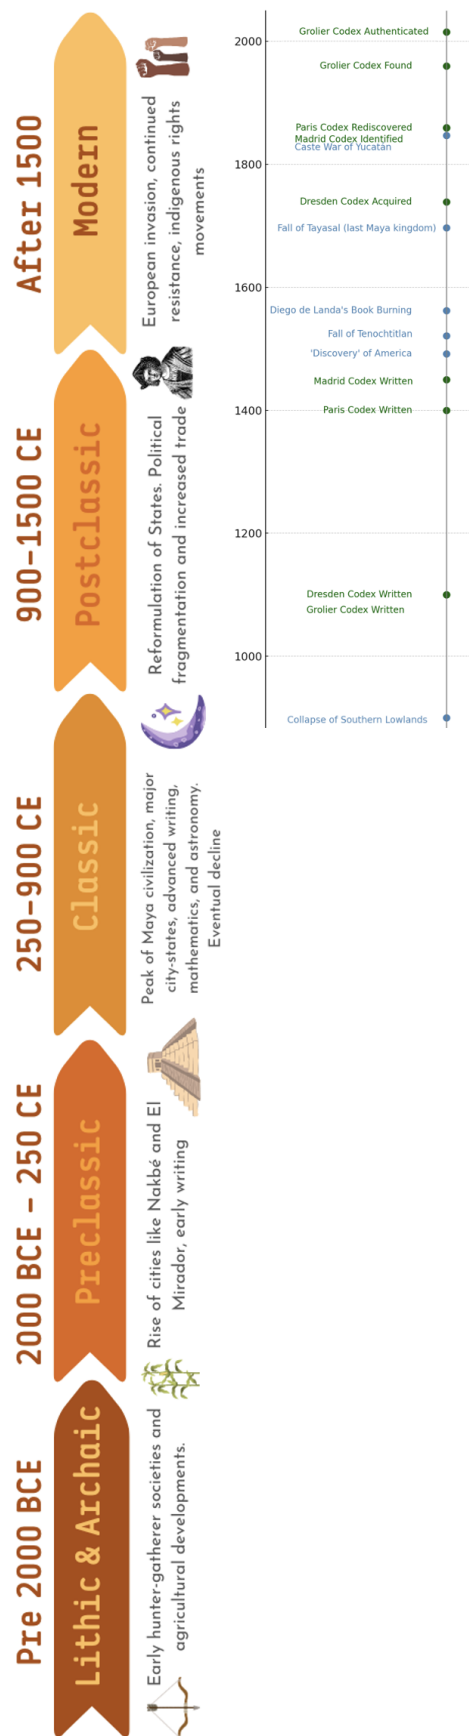 After 1500
Modern
European invasion, continued
resistance, indigenous rights
movements
900-1500 CE
Postclassic
Reformulation of States. Political
fragmentation and increased trade
250-900 CE
Classic
Peak of Maya civilization, major
city-states, advanced writing,
mathematics, and astronomy.
Eventual decline
2000 BCE - 250 CE
Preclassic
Rise of cities like Nakbé and El
Mirador, early writing
Pre 2000 BCE
Lithic & Archaic
Early hunter-gatherer societies and
agricultural developments.
Grolier Codex Authenticated
2000
Grolier Codex Found
Paris Codex Rediscovered
Madrid Codex Identified
Caste War of Yucatán
1800
Dresden Codex Acquired
Fall of Tayasal (last Maya kingdom)
1600
Diego de Landa's Book Burning
Fall of Tenochtitlan
'Discovery' of America
Madrid Codex Written
1400
Paris Codex Written
1200
Dresden Codex Written
Grolier Codex Written
1000
Collapse of Southern Lowlands